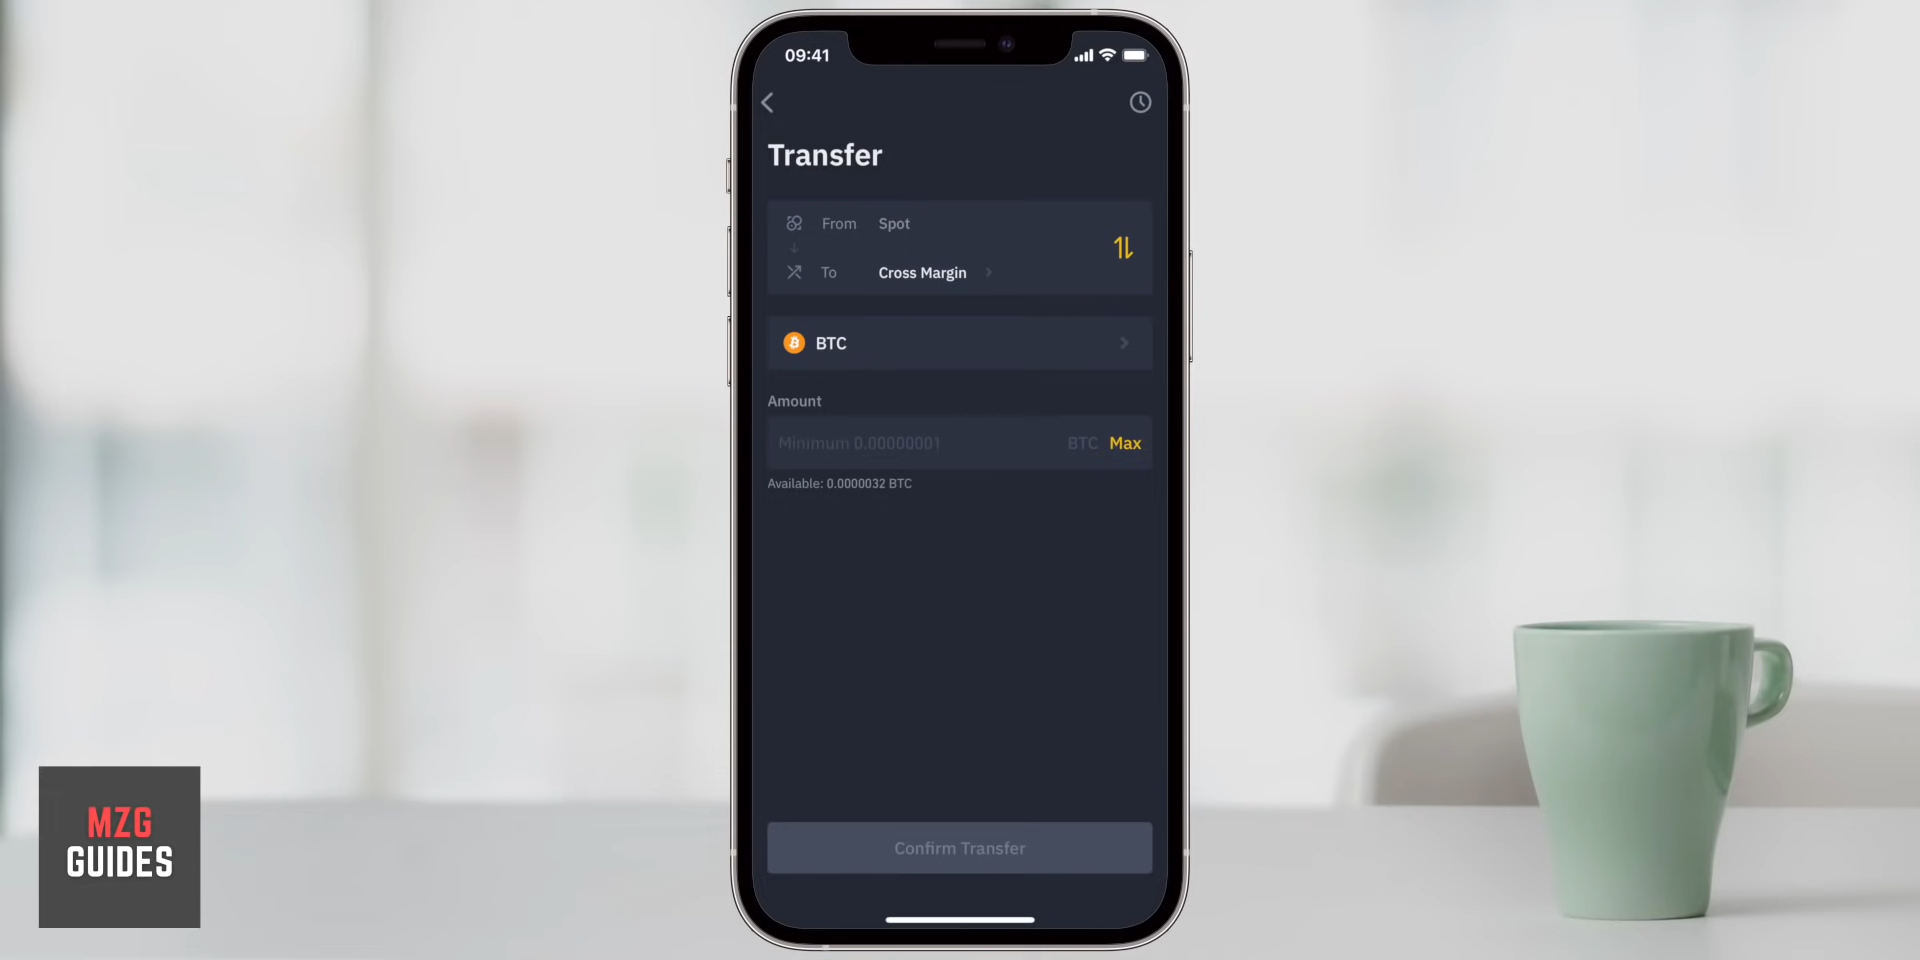 09:41
Transfer
From Spot
To Cross Margin
BTC
Amount
Minimum 0.00000001 BTC Max
Available: 0.0000032 BTC
Confirm Transfer
MZG
GUIDES